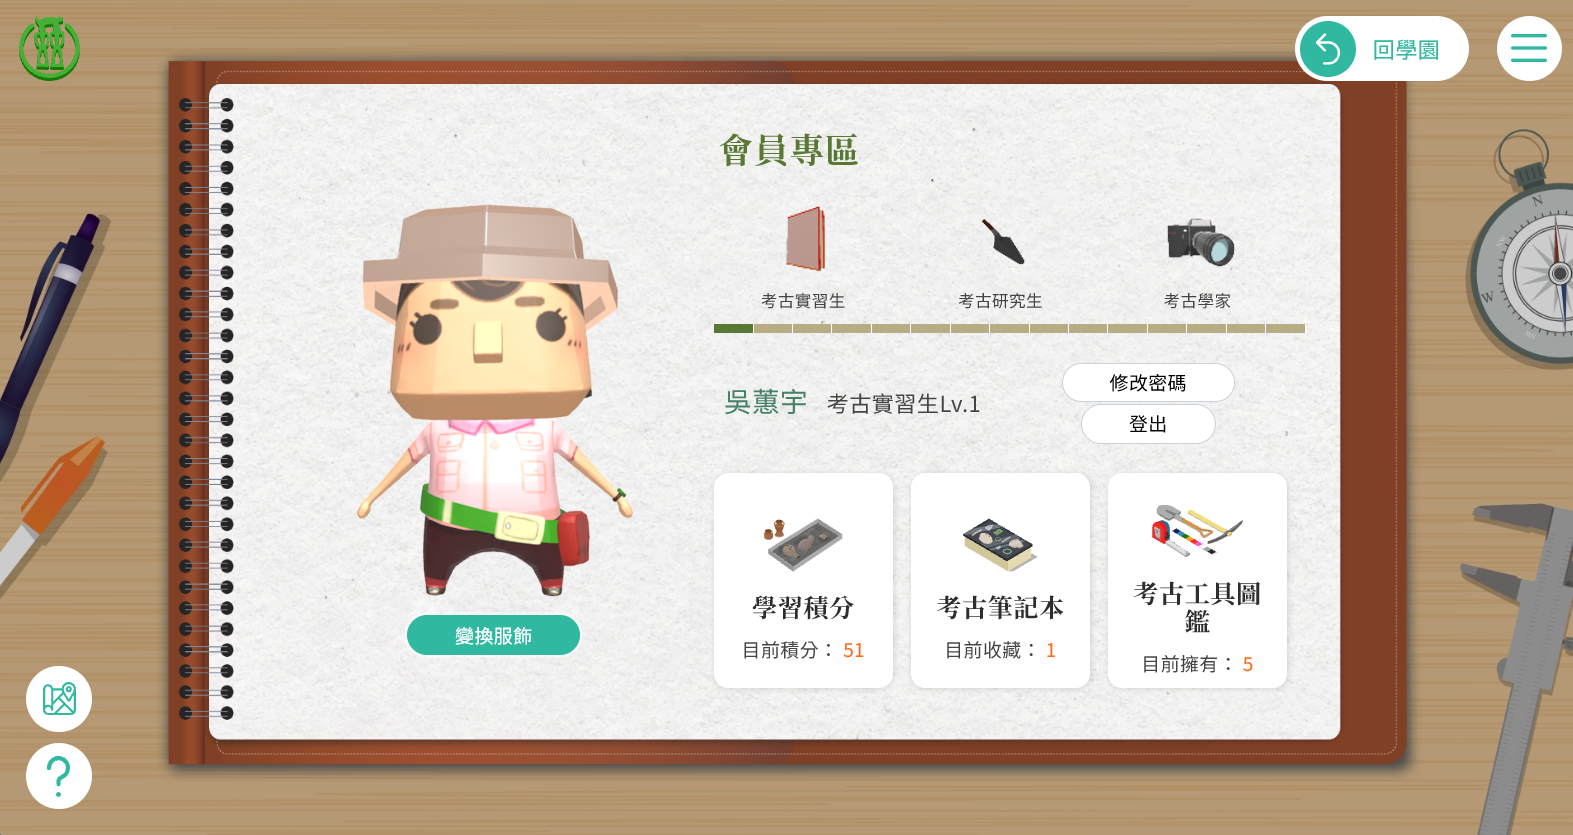 回學園
會員專區
考古實習生
考古研究生
考古學家
吳蕙宇 考古實習生Lv.1
修改密碼
登出
學習積分
目前積分： 51
考古筆記本
目前收藏： 1
考古工具圖
鑑
目前擁有： 5
變換服飾
N
W